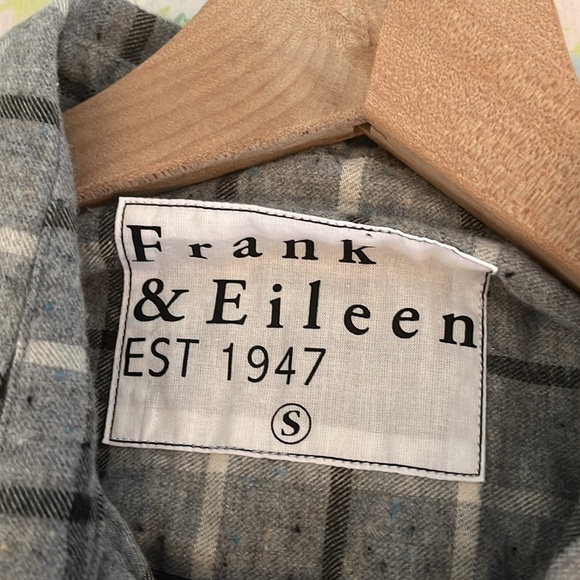 Frank
& Eileen
EST 1947
S